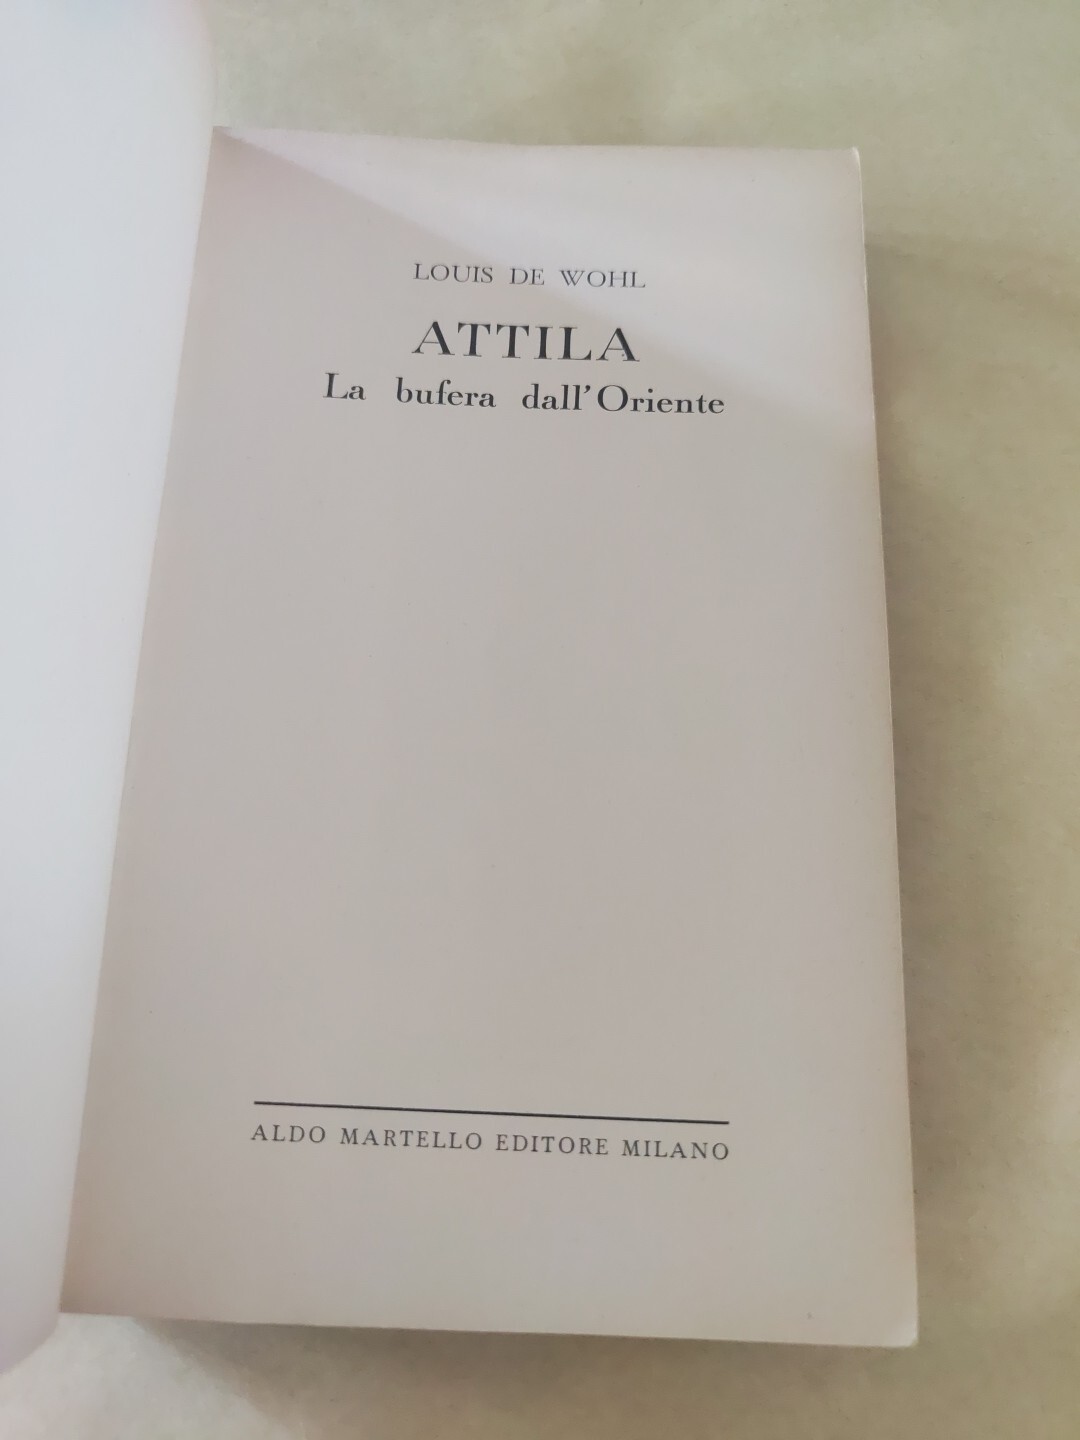 LOUIS DE WOHL
ATTILA
La bufera dall'Oriente
ALDO MARTELLO EDITORE MILANO